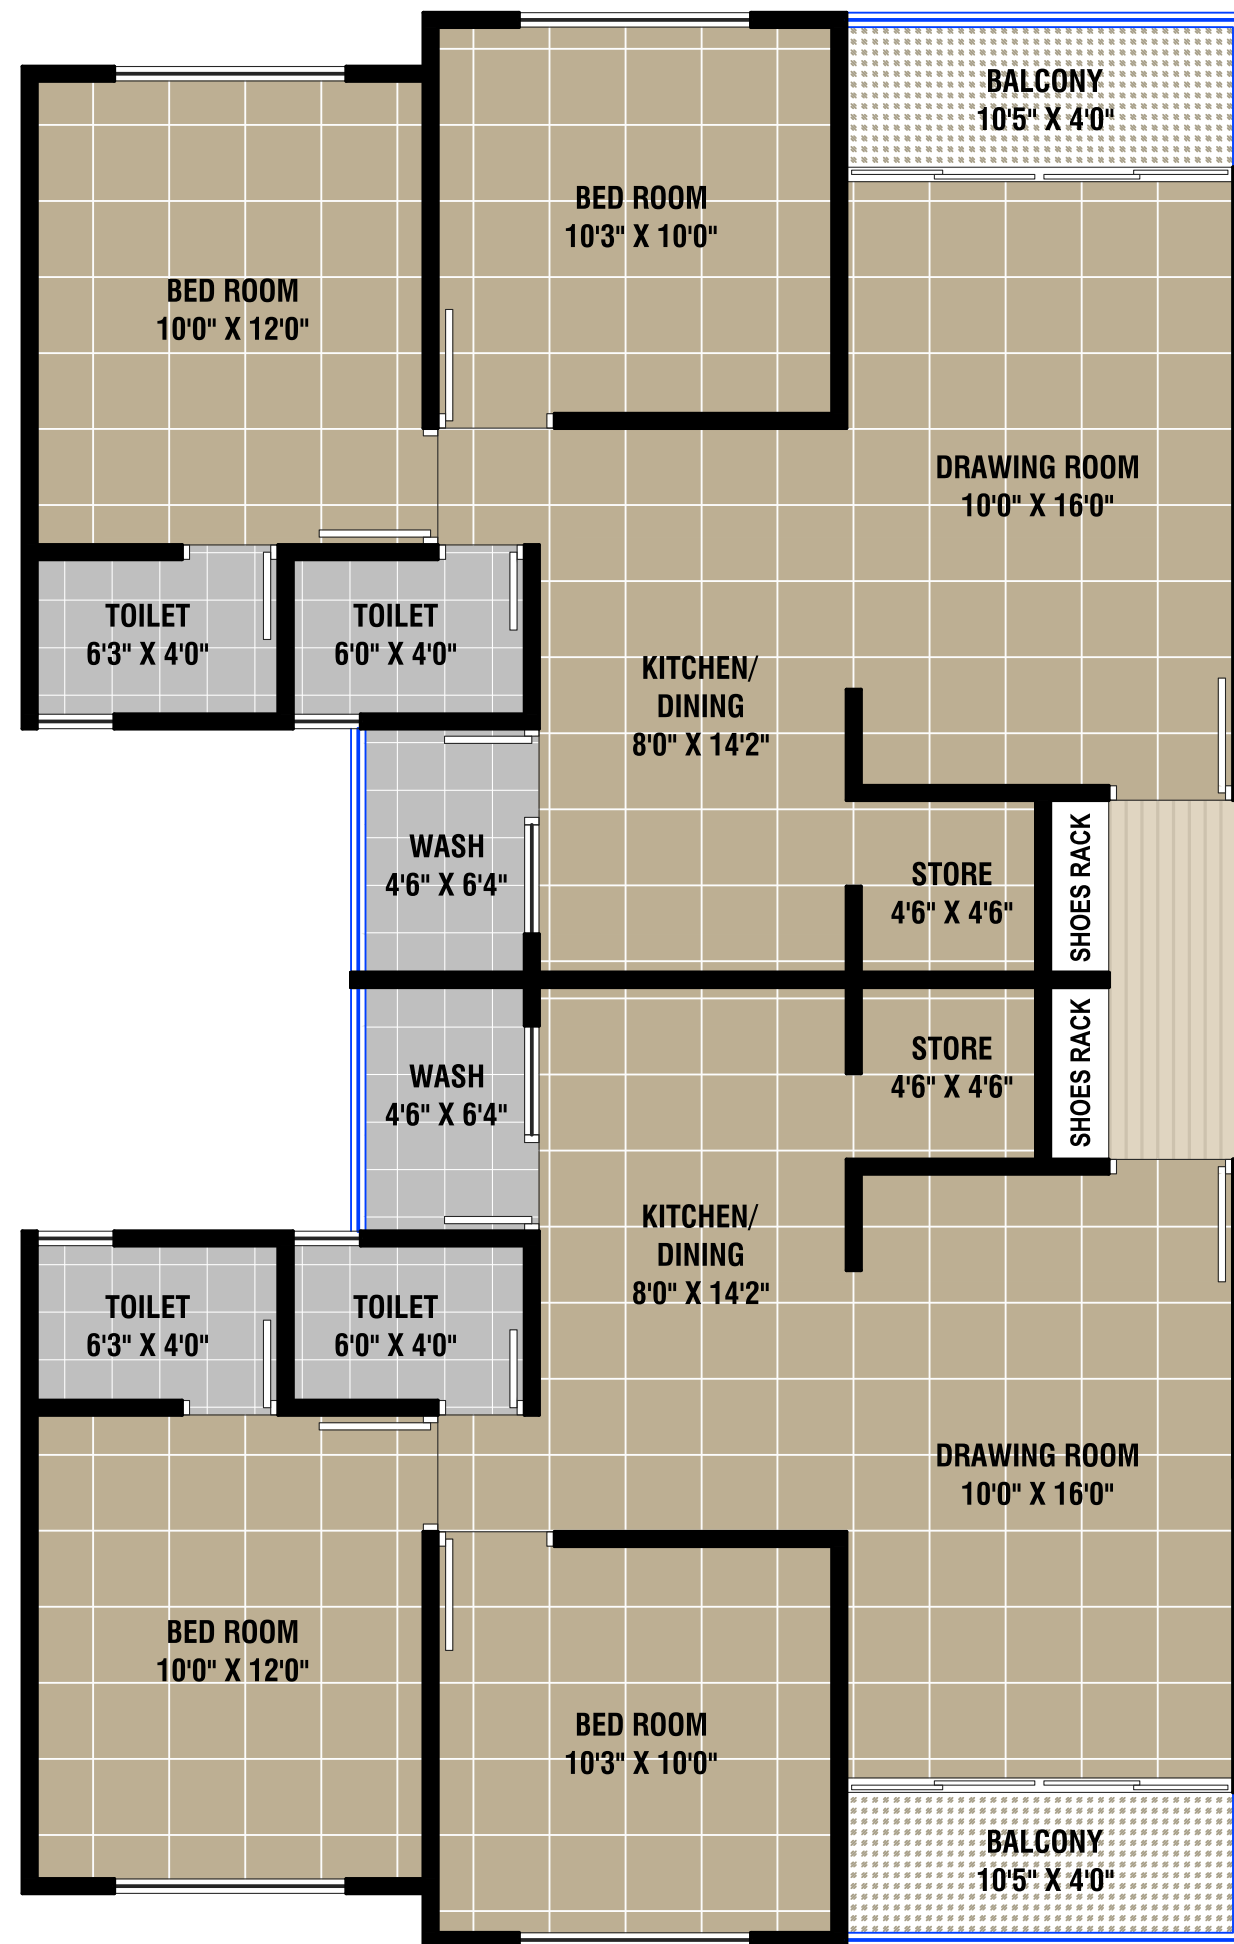 BALCONY
10'5" X 4'0"
BED ROOM
10'3" X 10'0"
BED ROOM
10'0" X 12'0"
DRAWING ROOM
10'0" X 16'0"
TOILET
6'3" X 4'0"
TOILET
6'0" X 4'0"
KITCHEN/
DINING
8'0" X 14'2"
WASH
4'6" X 6'4"
STORE
4'6" X 4'6"
SHOES RACK
WASH
4'6" X 6'4"
STORE
4'6" X 4'6"
SHOES RACK
KITCHEN/
DINING
8'0" X 14'2"
TOILET
6'3" X 4'0"
TOILET
6'0" X 4'0"
DRAWING ROOM
10'0" X 16'0"
BED ROOM
10'0" X 12'0"
BED ROOM
10'3" X 10'0"
BALCONY
10'5" X 4'0"